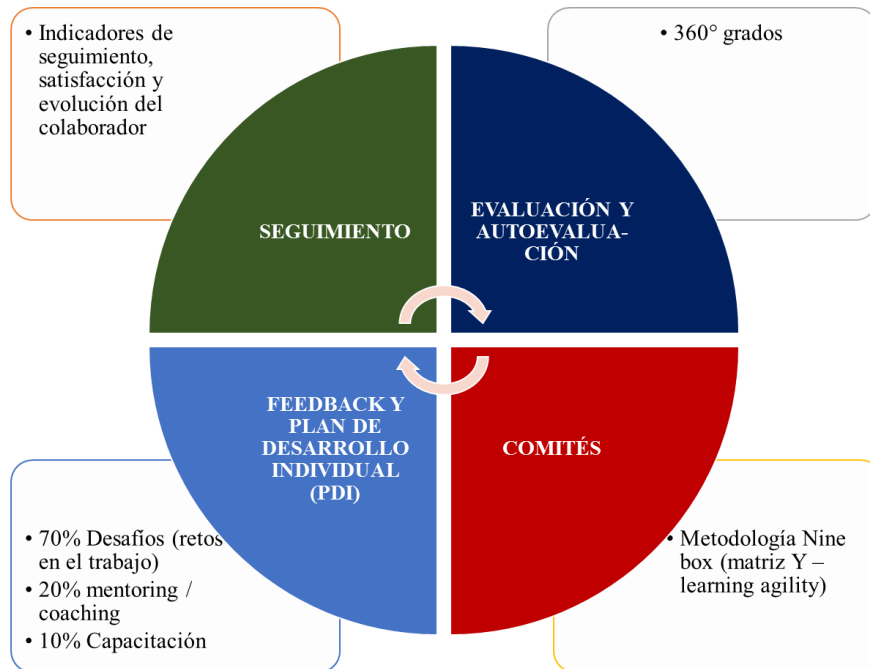 • Indicadores de
seguimiento,
satisfacción y
evolución del
colaborador
• 360° grados
SEGUIMIENTO
EVALUACIÓN Y
AUTOEVALUA-
CIÓN
FEEDBACK Y
PLAN DE
DESARROLLO
INDIVIDUAL
(PDI)
COMITÉS
• 70% Desafíos (retos
en el trabajo)
• 20% mentoring /
coaching
• 10% Capacitación
• Metodología Nine
box (matriz Y –
learning agility)